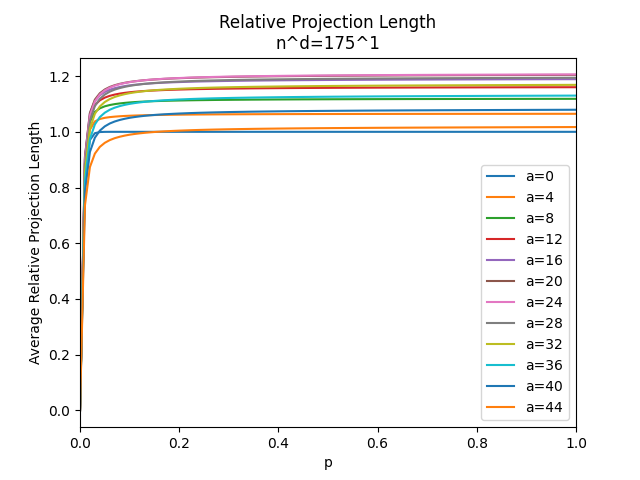 Relative Projection Length
n^d=175^1
Average Relative Projection Length
1.2
1.0
0.8
0.6
0.4
0.2
0.0
a=0
a=4
a=8
a=12
a=16
a=20
a=24
a=28
a=32
a=36
a=40
a=44
0.0 0.2 0.4 0.6 0.8 1.0
p